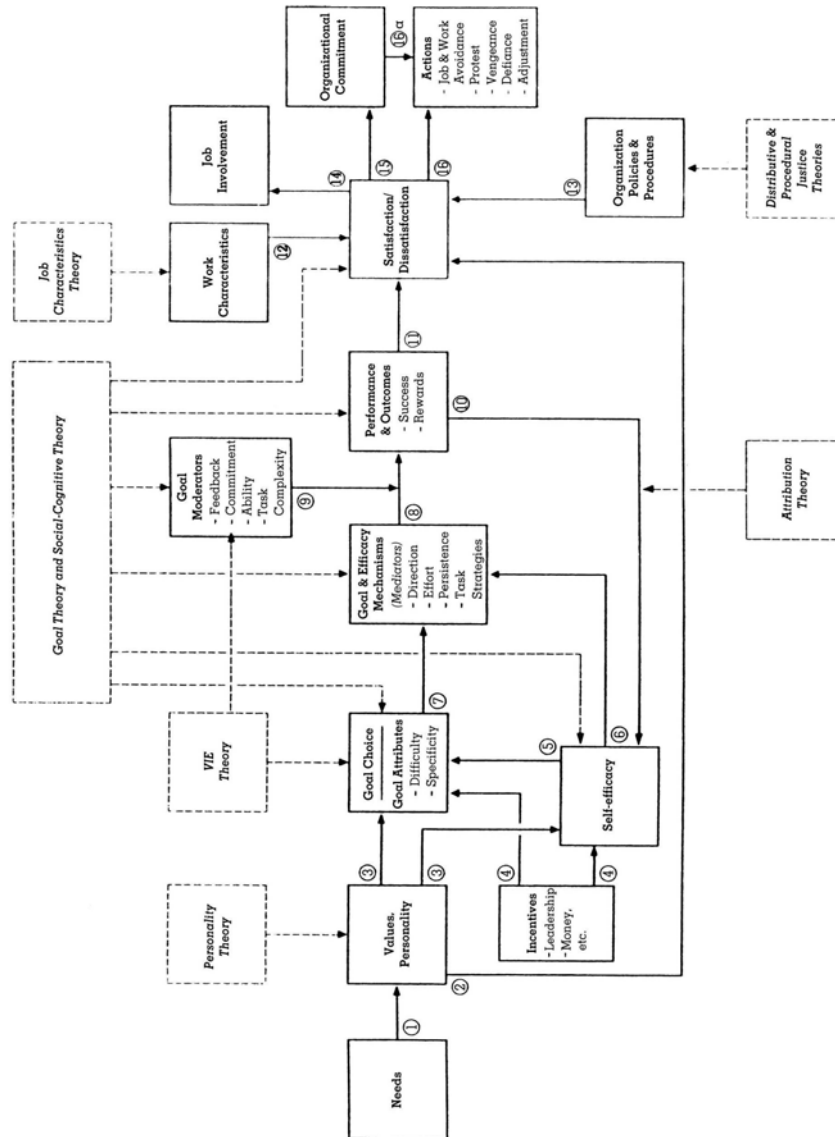 Goal Theory and Social-Cognitive Theory
Job
Characteristics
Theory
Personality
Theory
VIE
Theory
Goal
Moderators
- Feedback
- Commitment
- Ability
- Task
Complexity
Work
Characteristics
Job
Involvement
Organizational
Commitment
Needs
Values,
Personality
Goal Choice
Goal Attributes
- Difficulty
- Specificity
Goal & Efficacy
Mechanisms
(Mediators)
- Direction
- Effort
- Persistence
- Task
Strategies
Performance
& Outcomes
- Success
- Rewards
Satisfaction/
Dissatisfaction
Actions
- Job & Work
Avoidance
- Protest
- Vengeance
- Defiance
- Adjustment
Incentives
- Leadership
- Money,
etc.
Self-efficacy
Organization
Policies &
Procedures
Attribution
Theory
Distributive &
Procedural
Justice
Theories
①
②
③
③
④
④
⑤
⑥
⑦
⑧
⑨
⑩
⑪
⑫
⑬
⑭
⑮
⑯
⑯a